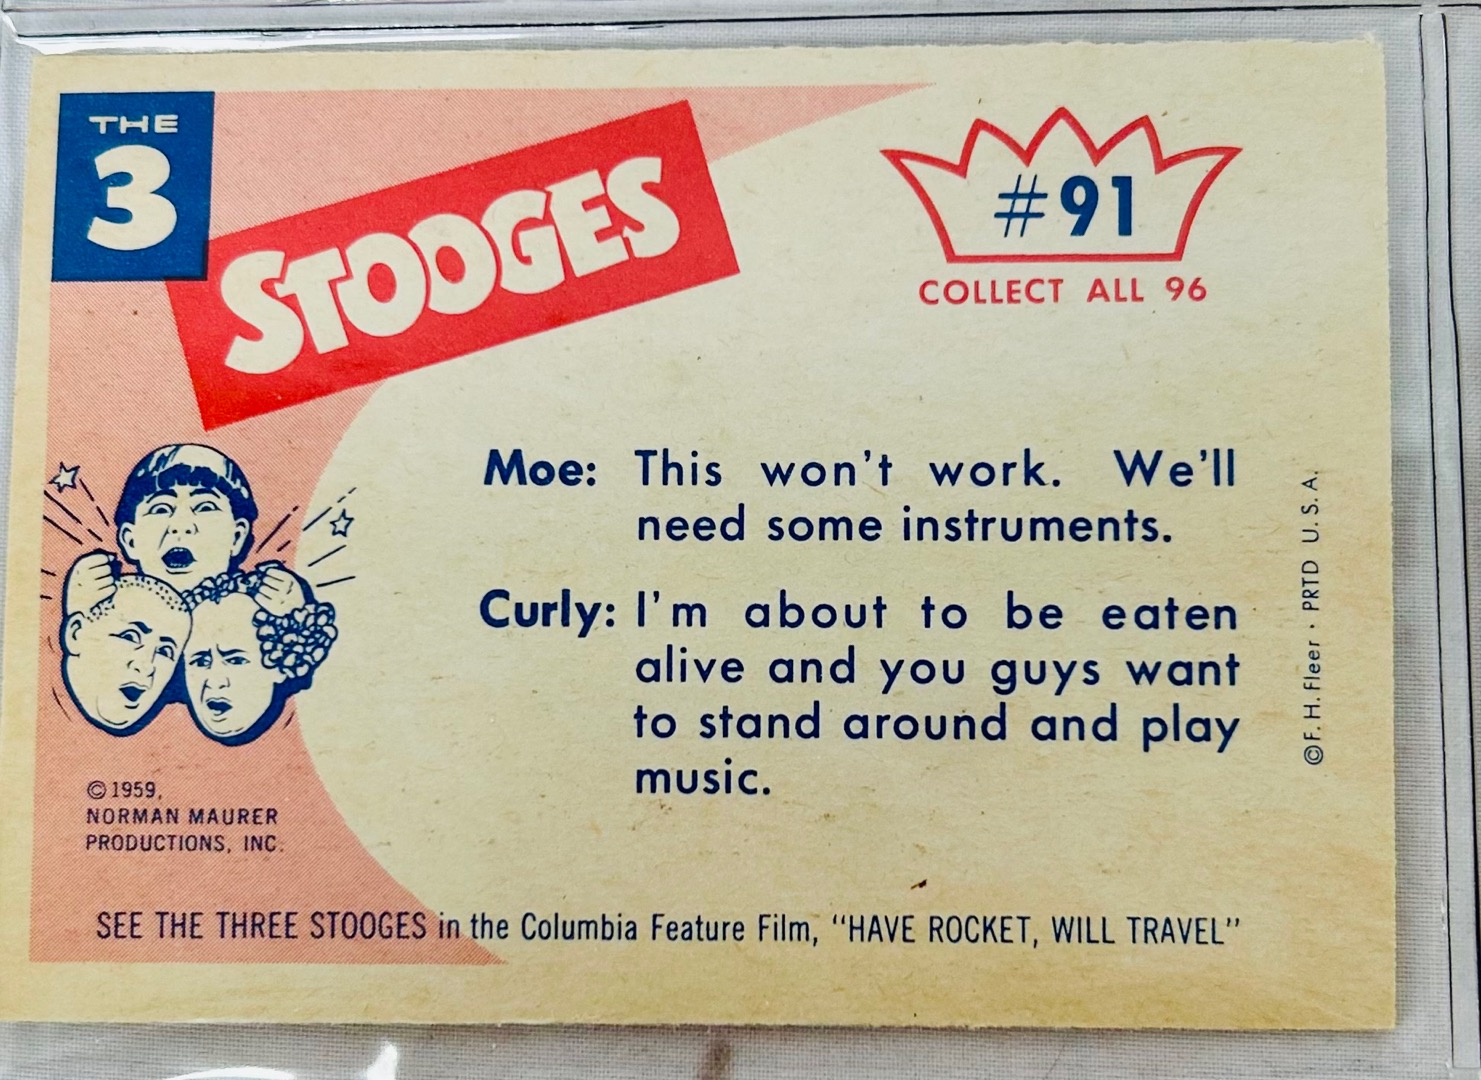 THE
3
STOOGES
#91
COLLECT ALL 96
Moe: This won't work. We'll
need some instruments.
Curly: I'm about to be eaten
alive and you guys want
to stand around and play
music.
©F.H.Fleer · PRTD U.S.A.
©1959,
NORMAN MAURER
PRODUCTIONS, INC.
SEE THE THREE STOOGES in the Columbia Feature Film, "HAVE ROCKET, WILL TRAVEL"